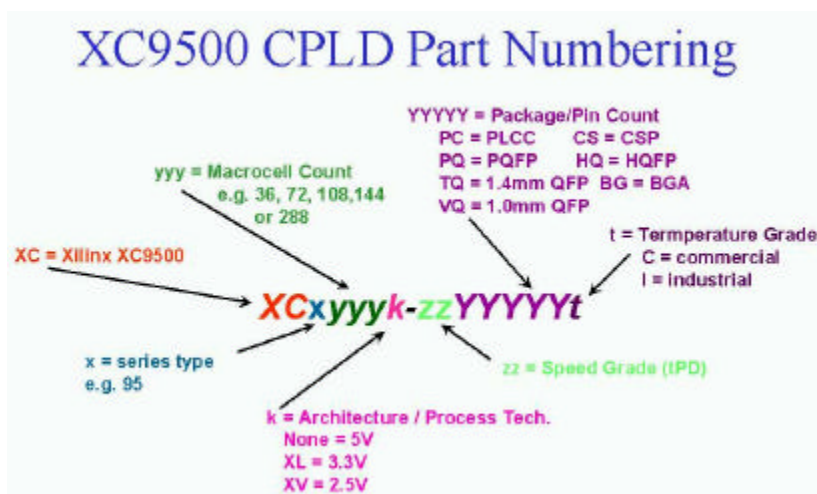 XC9500 CPLD Part Numbering
YYYYY = Package/Pin Count
PC = PLCC CS = CSP
PQ = PQFP HQ = HQFP
TQ = 1.4mm QFP BG = BGA
VQ = 1.0mm QFP
yyy = Macrocell Count
e.g. 36, 72, 108,144
or 288
t = Termperature Grade
C = commercial
I = industrial
XC = Xilinx XC9500
XCxyyyk-zzYYYYYt
x = series type
e.g. 95
zz = Speed Grade (tPD)
k = Architecture / Process Tech.
None = 5V
XL = 3.3V
XV = 2.5V